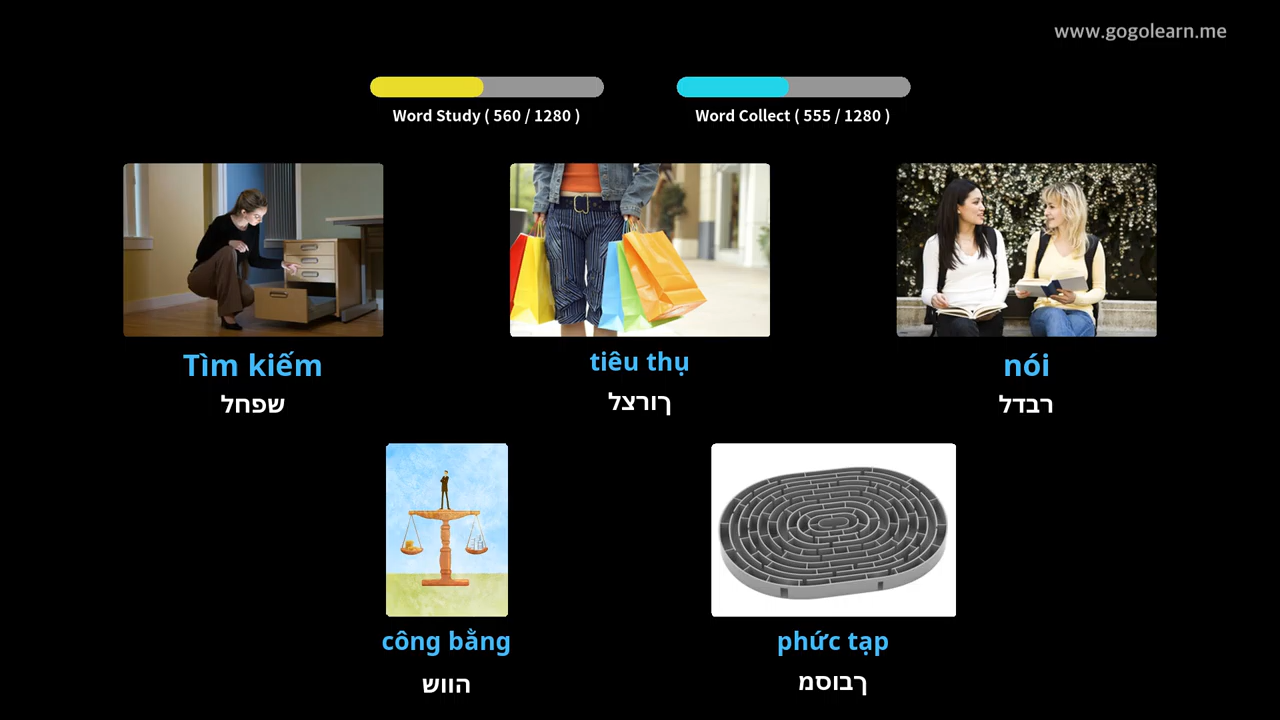 www.gogolearn.me
Word Study ( 560 / 1280 )
Word Collect ( 555 / 1280 )
Tìm kiếm
שפחל
tiêu thụ
ךורצל
nói
רבדל
công bằng
הווש
phức tạp
ךבוסמ